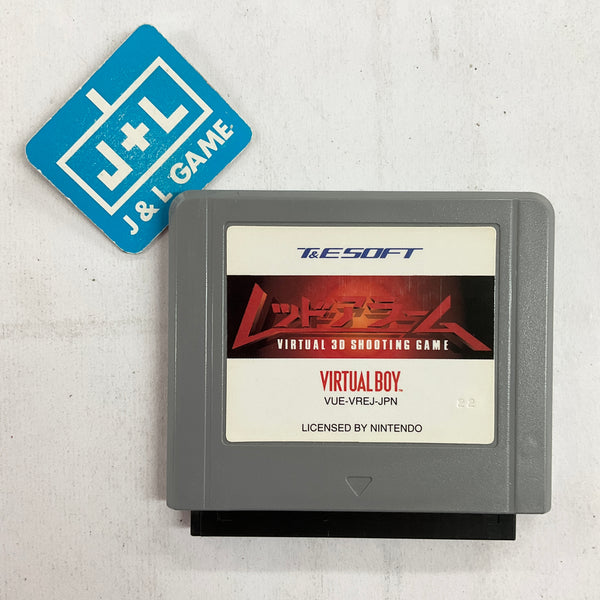 J+L
J & L GAME
T&ESOFT
レッドアラーム
VIRTUAL 3D SHOOTING GAME
VIRTUAL BOY™
VUE-VREJ-JPN
22
LICENSED BY NINTENDO